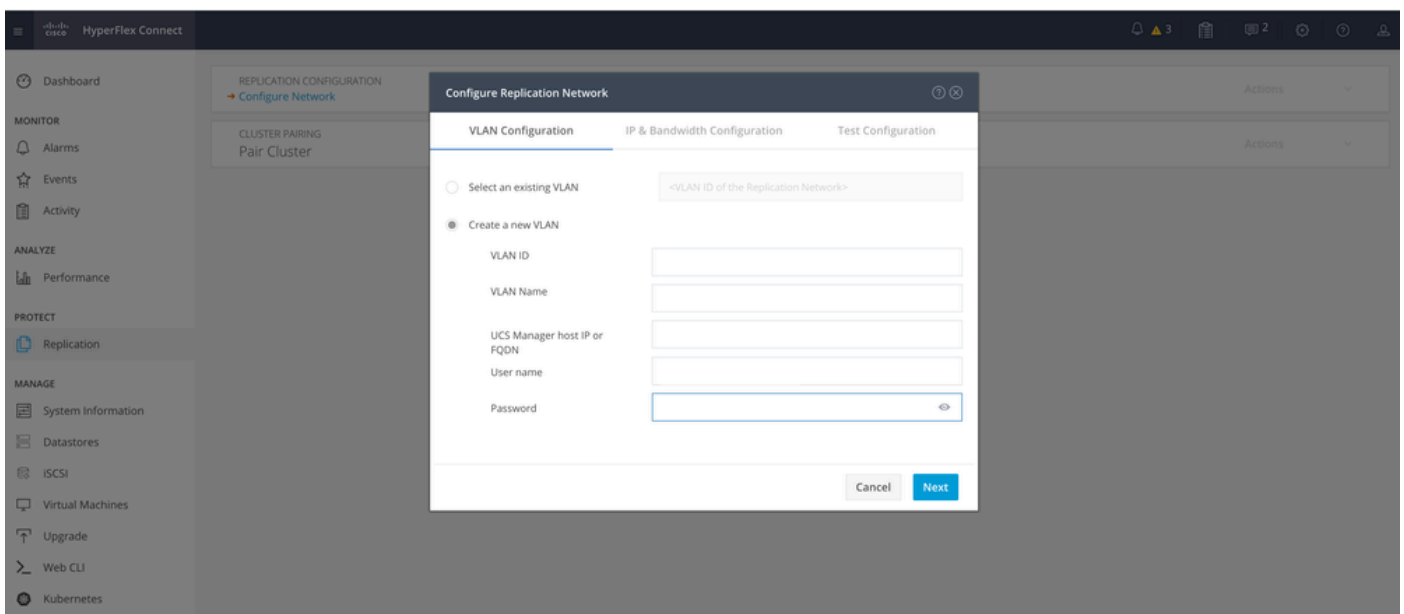 cisco HyperFlex Connect
3
2
Dashboard
MONITOR
Alarms
Events
Activity
ANALYZE
Performance
PROTECT
Replication
MANAGE
System Information
Datastores
iSCSI
Virtual Machines
Upgrade
Web CLI
Kubernetes
REPLICATION CONFIGURATION
Configure Network
Actions
CLUSTER PAIRING
Pair Cluster
Actions
Configure Replication Network
VLAN Configuration IP & Bandwidth Configuration Test Configuration
Select an existing VLAN <VLAN ID of the Replication Network>
Create a new VLAN
VLAN ID
VLAN Name
UCS Manager host IP or
FQDN
User name
Password
Cancel Next